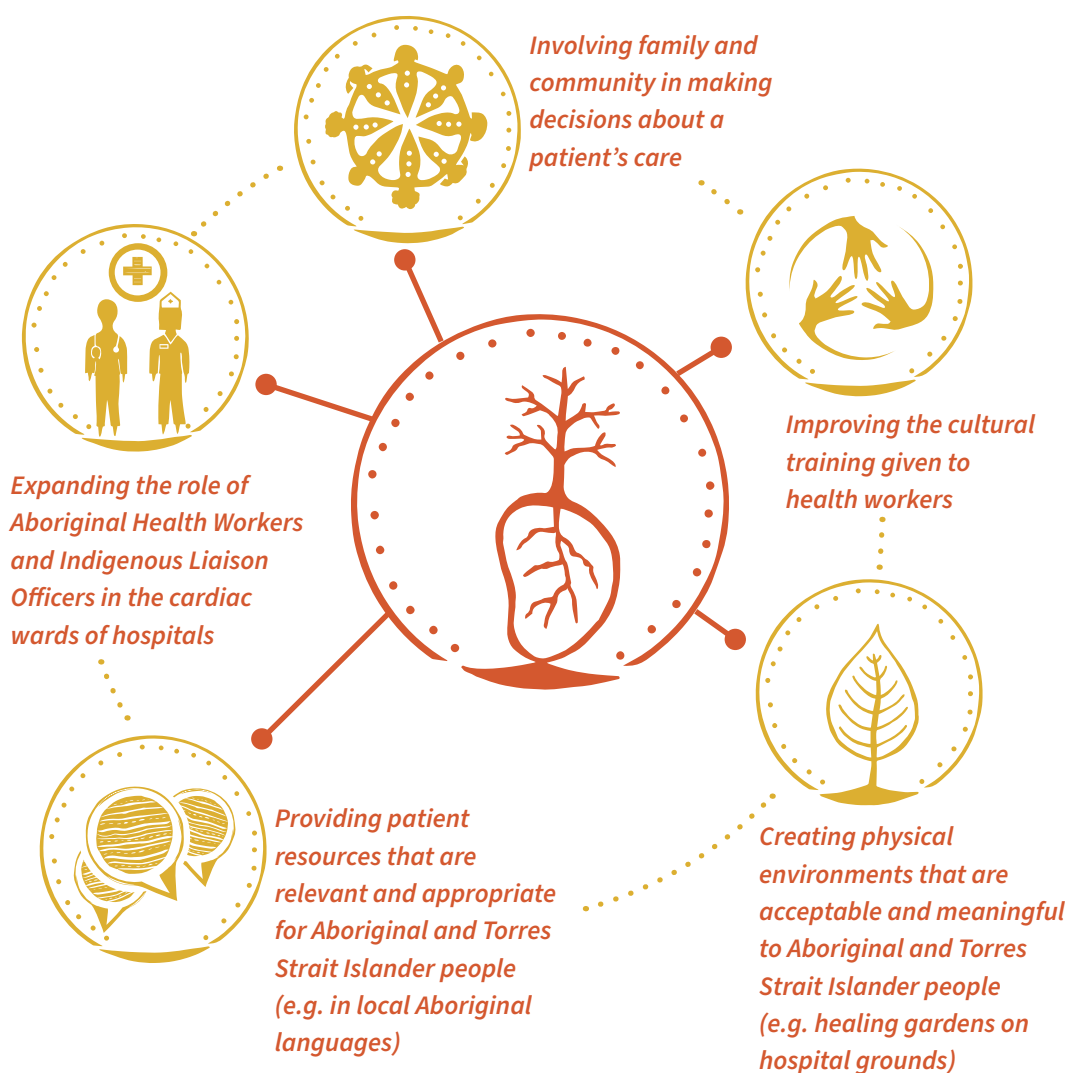 Involving family and
community in making
decisions about a
patient’s care
Improving the cultural
training given to
health workers
Expanding the role of
Aboriginal Health Workers
and Indigenous Liaison
Officers in the cardiac
wards of hospitals
Providing patient
resources that are
relevant and appropriate
for Aboriginal and Torres
Strait Islander people
(e.g. in local Aboriginal
languages)
Creating physical
environments that are
acceptable and meaningful
to Aboriginal and Torres
Strait Islander people
(e.g. healing gardens on
hospital grounds)